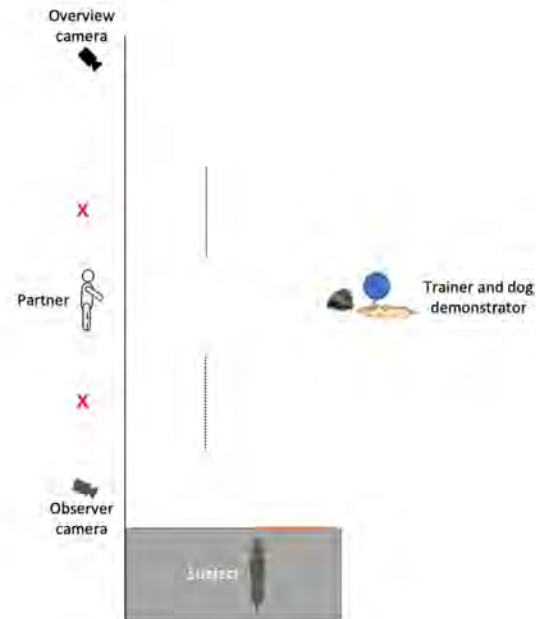 Overview
camera
X
Partner
Trainer and dog
demonstrator
X
Observer
camera
Subject